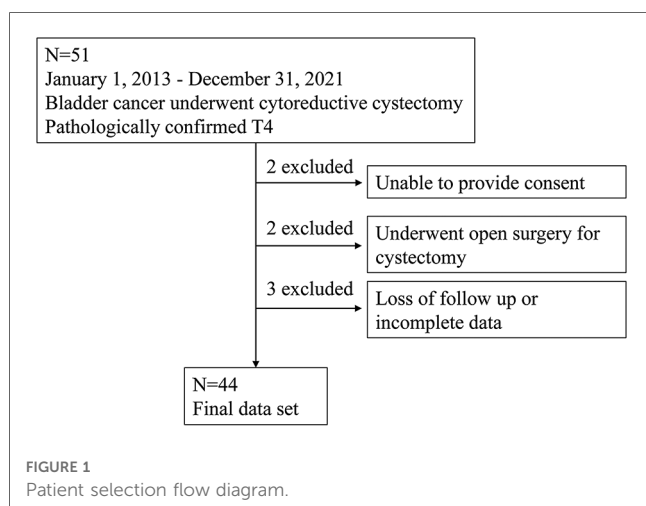 N=51
January 1, 2013 - December 31, 2021
Bladder cancer underwent cytoreductive cystectomy
Pathologically confirmed T4
2 excluded
Unable to provide consent
2 excluded
Underwent open surgery for
cystectomy
3 excluded
Loss of follow up or
incomplete data
N=44
Final data set
FIGURE 1
Patient selection flow diagram.